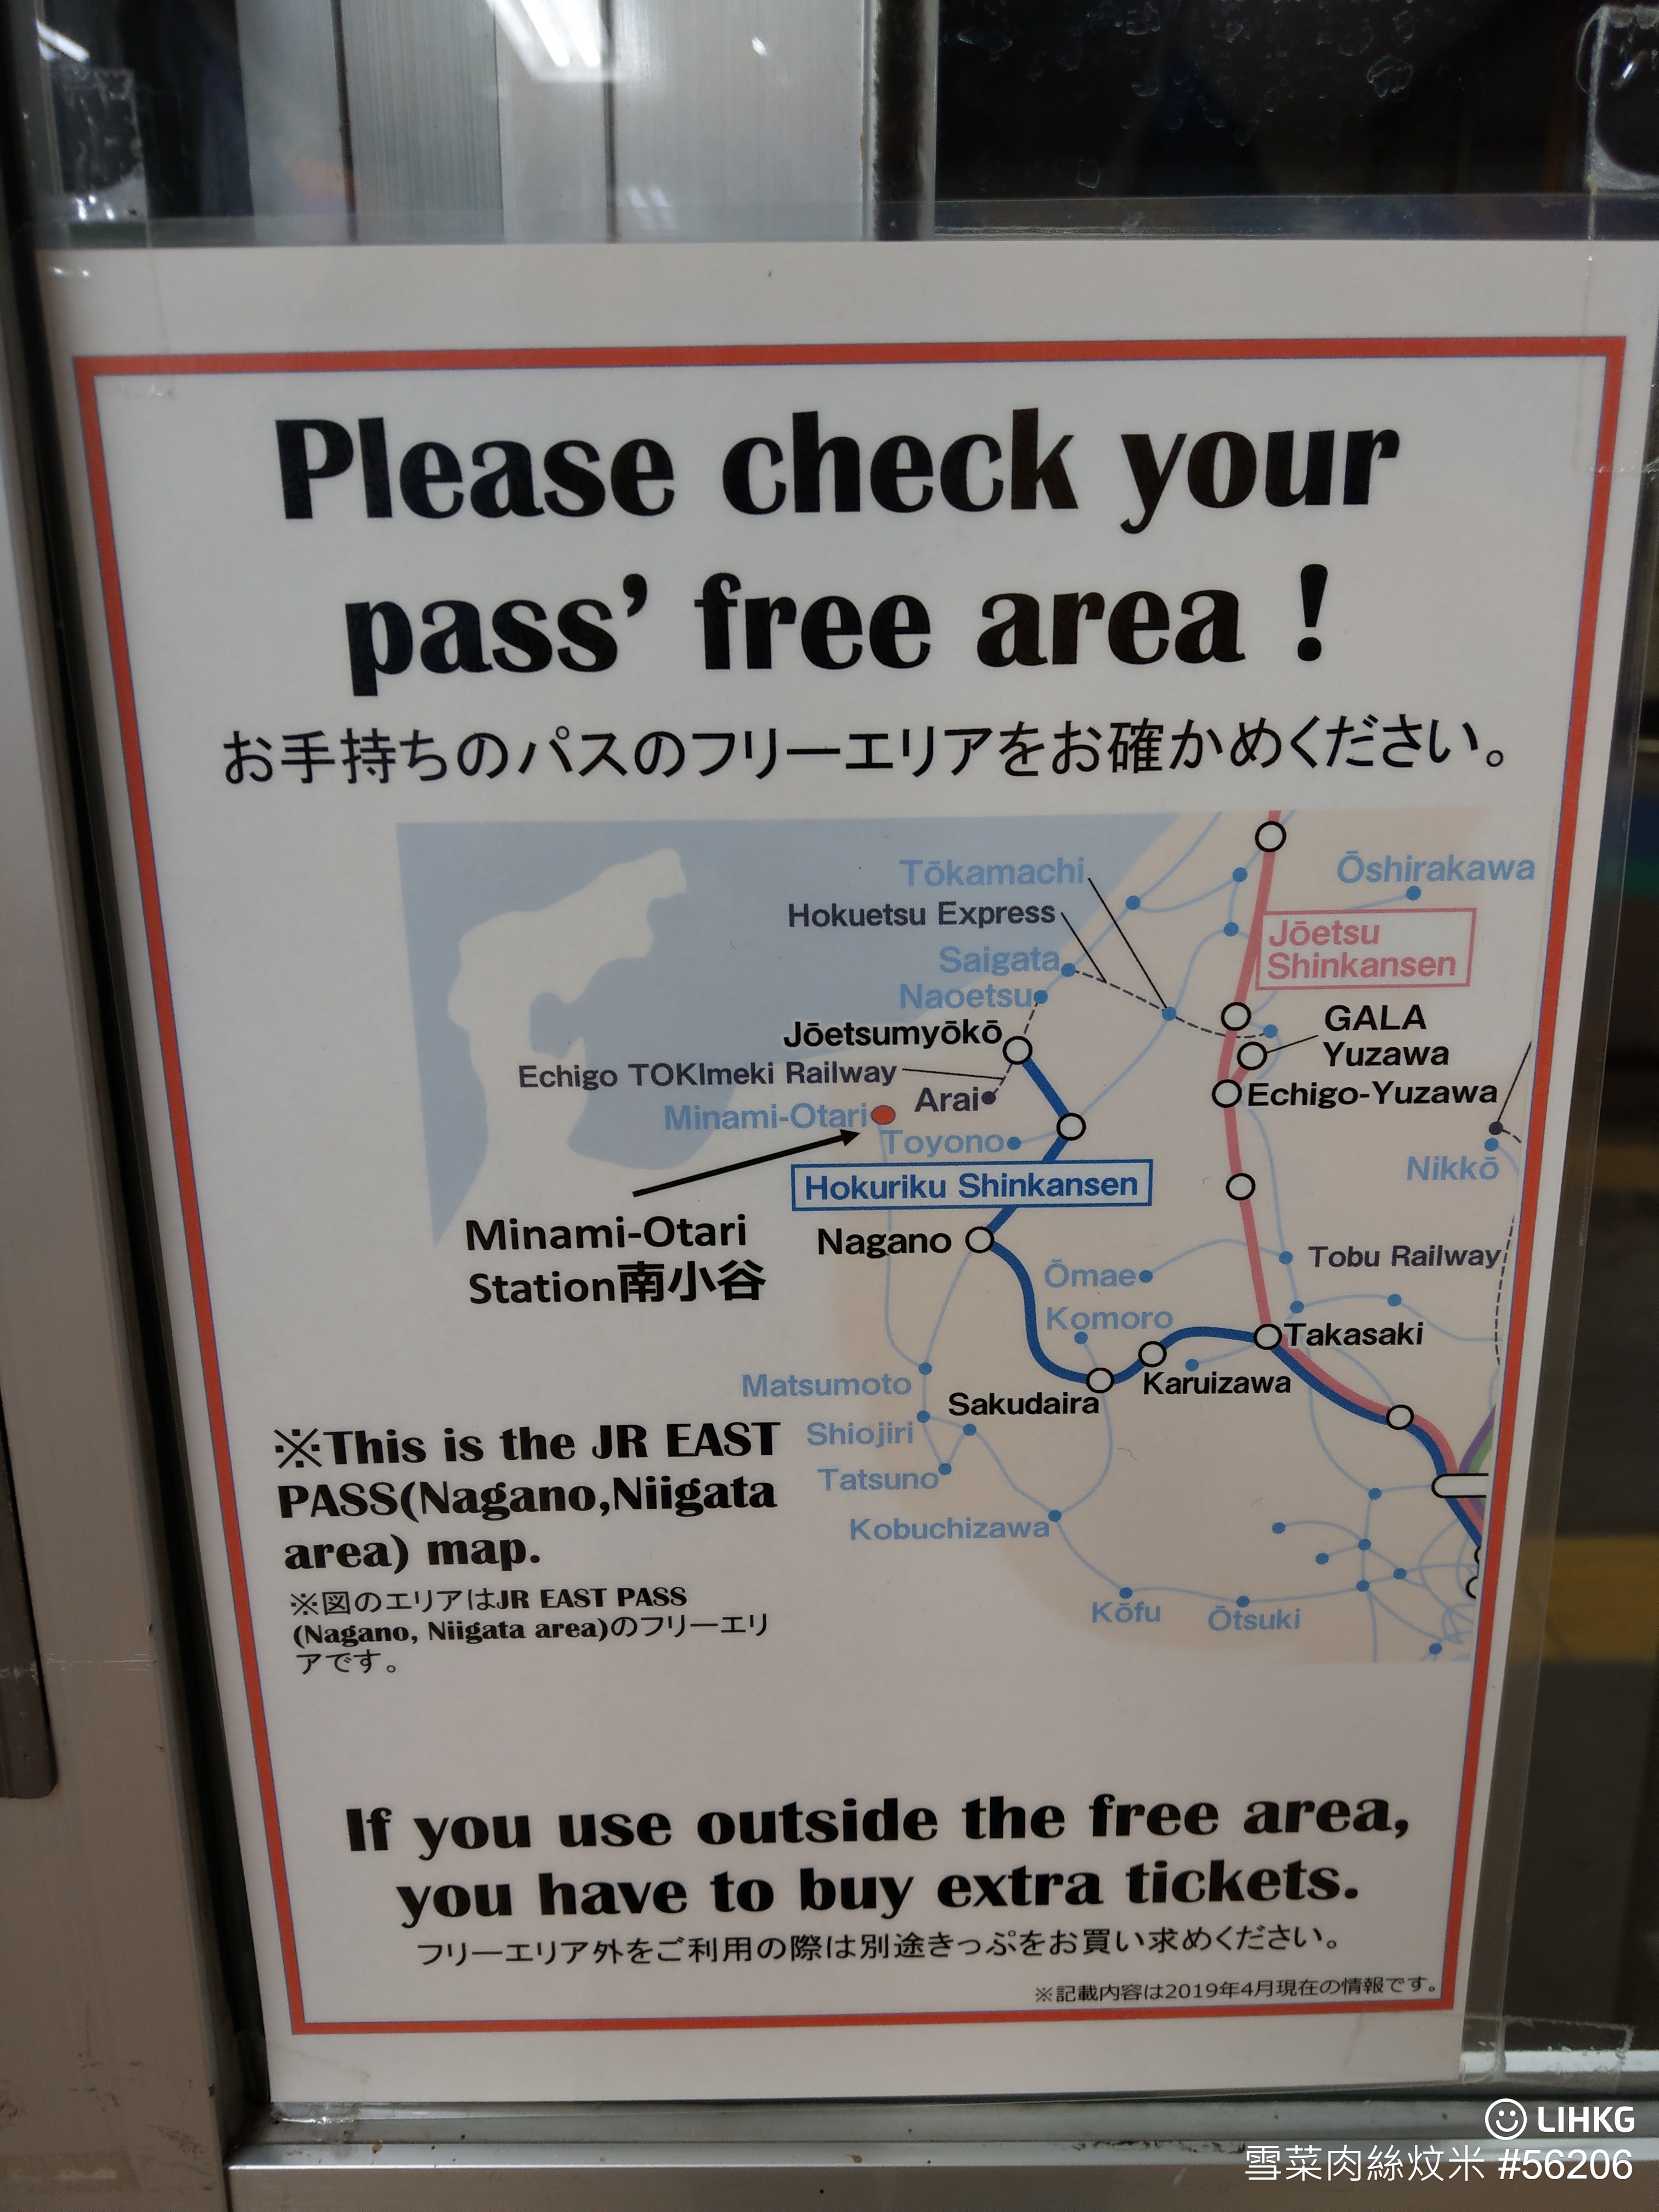 Please check your
pass’ free area !
お手持ちのパスのフリーエリアをお確かめください。
Tōkamachi
Ōshirakawa
Hokuetsu Express
Jōetsu
Shinkansen
Saigata
Naoetsu
Jōetsumyōkō
GALA
Yuzawa
Echigo TOKImeki Railway
Arai
Echigo-Yuzawa
Minami-Otari
Toyono
Nikkō
Hokuriku Shinkansen
Minami-Otari
Station南小谷
Nagano
Tobu Railway
Ōmae
Komoro
Takasaki
Matsumoto
Karuizawa
Sakudaira
Shiojiri
Tatsuno
Kobuchizawa
Kōfu
Ōtsuki
※This is the JR EAST
PASS(Nagano,Niigata
area) map.
※図のエリアはJR EAST PASS
(Nagano, Niigata area)のフリーエリ
アです。
If you use outside the free area,
you have to buy extra tickets.
フリーエリア外をご利用の際は別途きっぷをお買い求めください。
※記載内容は2019年4月現在の情報です。
LIHKG
雪菜肉絲炆米 #56206